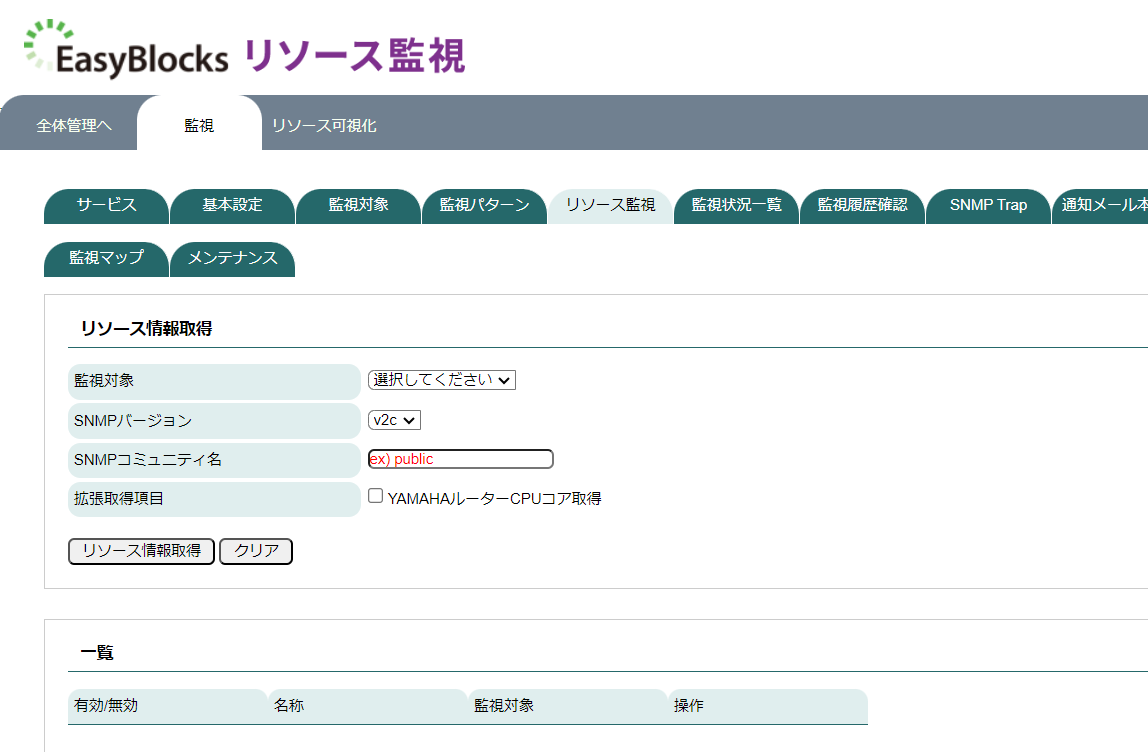 EasyBlocks リソース監視
全体管理へ 監視 リソース可視化
サービス 基本設定 監視対象 監視パターン リソース監視 監視状況一覧 監視履歴確認 SNMP Trap 通知メール本
監視マップ メンテナンス
リソース情報取得
監視対象 選択してください
SNMPバージョン v2c
SNMPコミュニティ名 ex) public
拡張取得項目 YAMAHAルーターCPUコア取得
リソース情報取得 クリア
一覧
有効/無効 名称 監視対象 操作